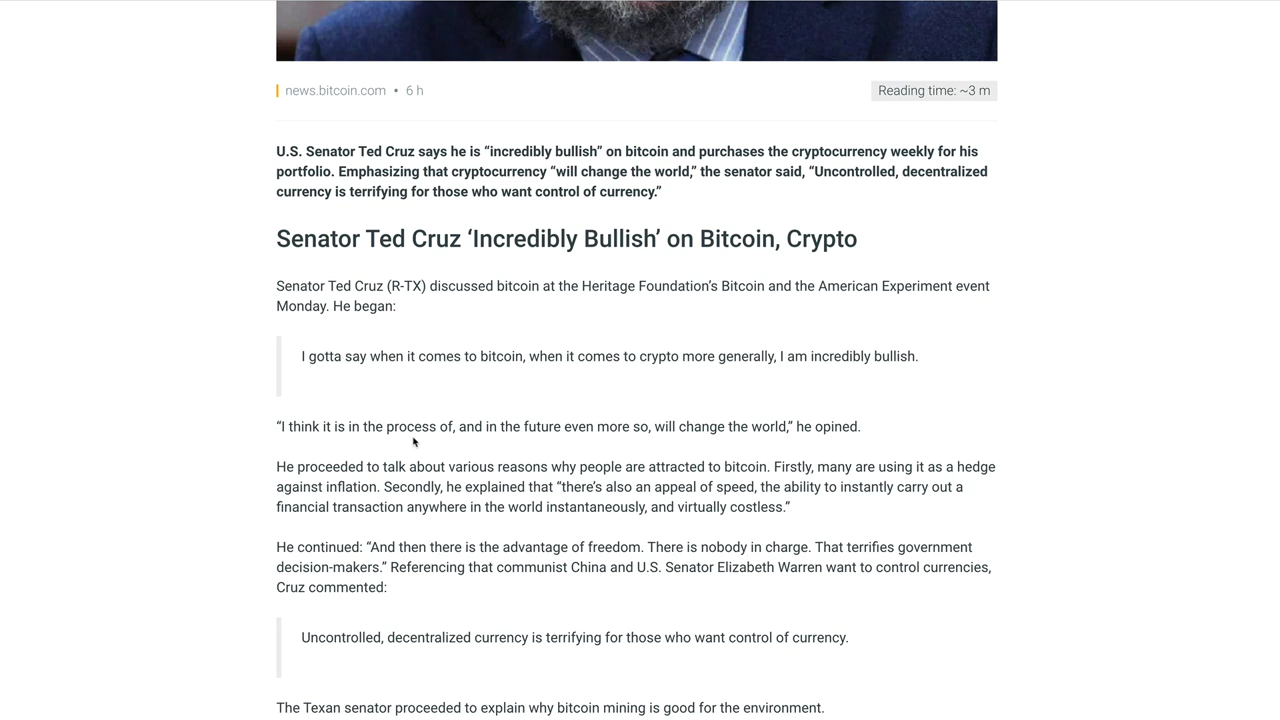 news.bitcoin.com • 6 h
Reading time: ~3 m
U.S. Senator Ted Cruz says he is “incredibly bullish” on bitcoin and purchases the cryptocurrency weekly for his
portfolio. Emphasizing that cryptocurrency “will change the world,” the senator said, “Uncontrolled, decentralized
currency is terrifying for those who want control of currency.”
Senator Ted Cruz ‘Incredibly Bullish’ on Bitcoin, Crypto
Senator Ted Cruz (R-TX) discussed bitcoin at the Heritage Foundation’s Bitcoin and the American Experiment event
Monday. He began:
I gotta say when it comes to bitcoin, when it comes to crypto more generally, I am incredibly bullish.
“I think it is in the process of, and in the future even more so, will change the world,” he opined.
He proceeded to talk about various reasons why people are attracted to bitcoin. Firstly, many are using it as a hedge
against inflation. Secondly, he explained that “there’s also an appeal of speed, the ability to instantly carry out a
financial transaction anywhere in the world instantaneously, and virtually costless.”
He continued: “And then there is the advantage of freedom. There is nobody in charge. That terrifies government
decision-makers.” Referencing that communist China and U.S. Senator Elizabeth Warren want to control currencies,
Cruz commented:
Uncontrolled, decentralized currency is terrifying for those who want control of currency.
The Texan senator proceeded to explain why bitcoin mining is good for the environment.